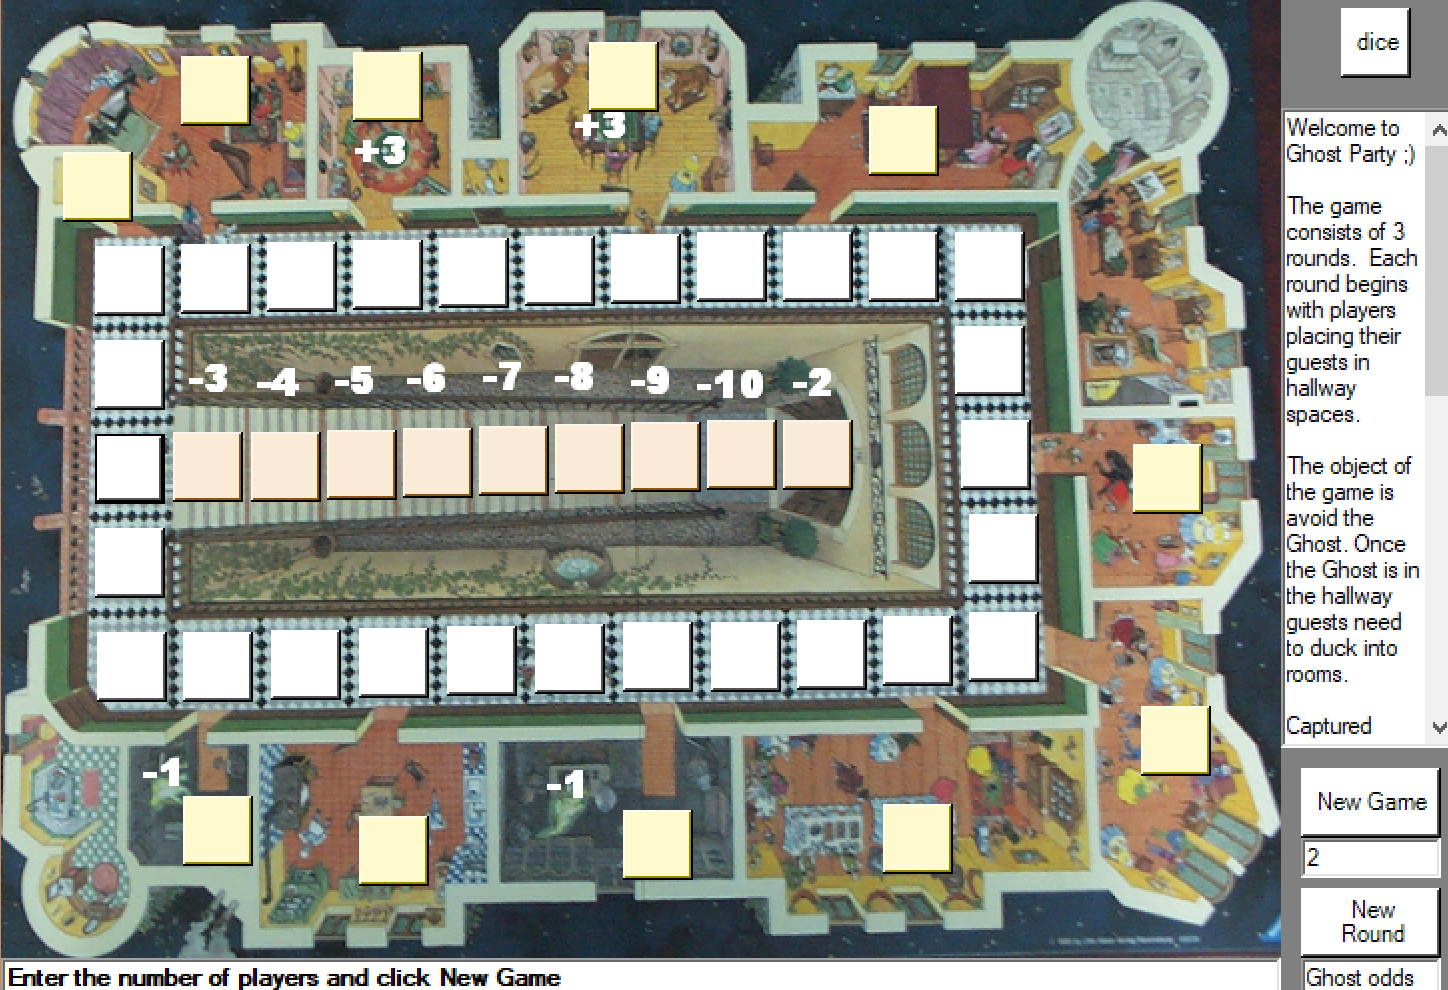 dice
+3
+3
-3 -4 -5 -6 -7 -8 -9 -10 -2
-1
-1
Welcome to
Ghost Party :)
The game
consists of 3
rounds. Each
round begins
with players
placing their
guests in
hallway
spaces.
The object of
the game is
avoid the
Ghost. Once
the Ghost is in
the hallway
guests need
to duck into
rooms.
Captured
New Game
2
New
Round
Ghost odds
Enter the number of players and click New Game